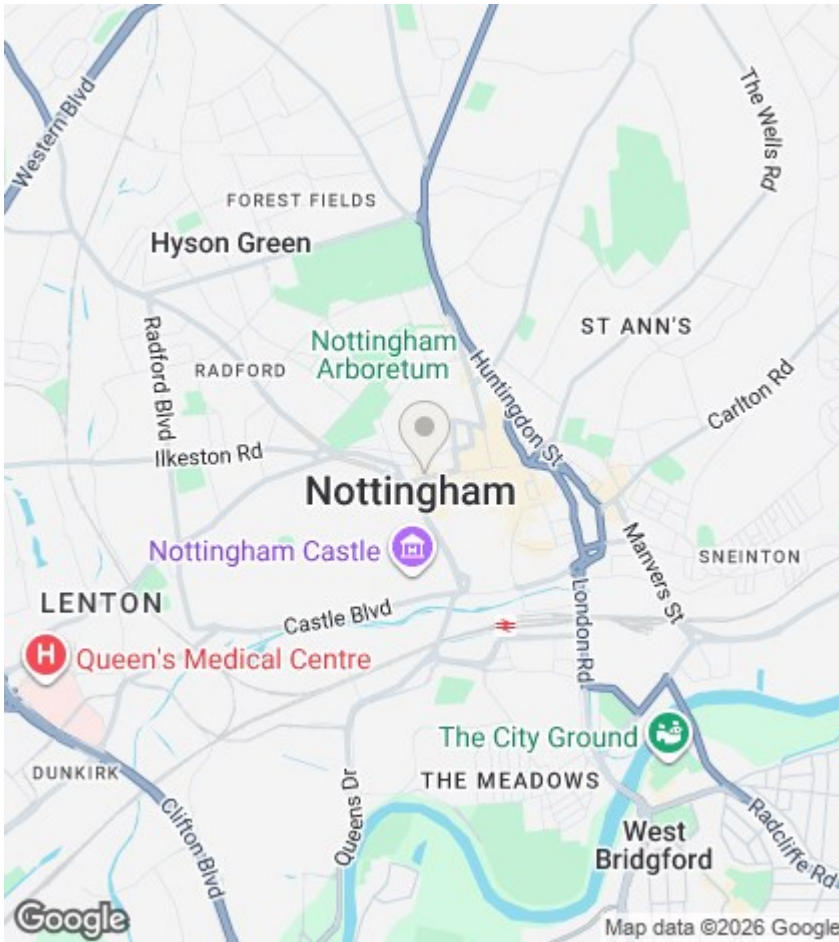 Western Blvd
The Wells Rd
FOREST FIELDS
Hyson Green
ST ANN'S
Nottingham
Arboretum
RADFORD
Radford Blvd
Huntingdon St
Carlton Rd
Ilkeston Rd
Nottingham
Nottingham Castle
Manvers St
SNEINTON
LENTON
Castle Blvd
London Rd
H
Queen's Medical Centre
The City Ground
DUNKIRK
THE MEADOWS
Queens Dr
Clifton Blvd
Radcliffe Rd
West
Bridgford
Google
Map data ©2026 Google